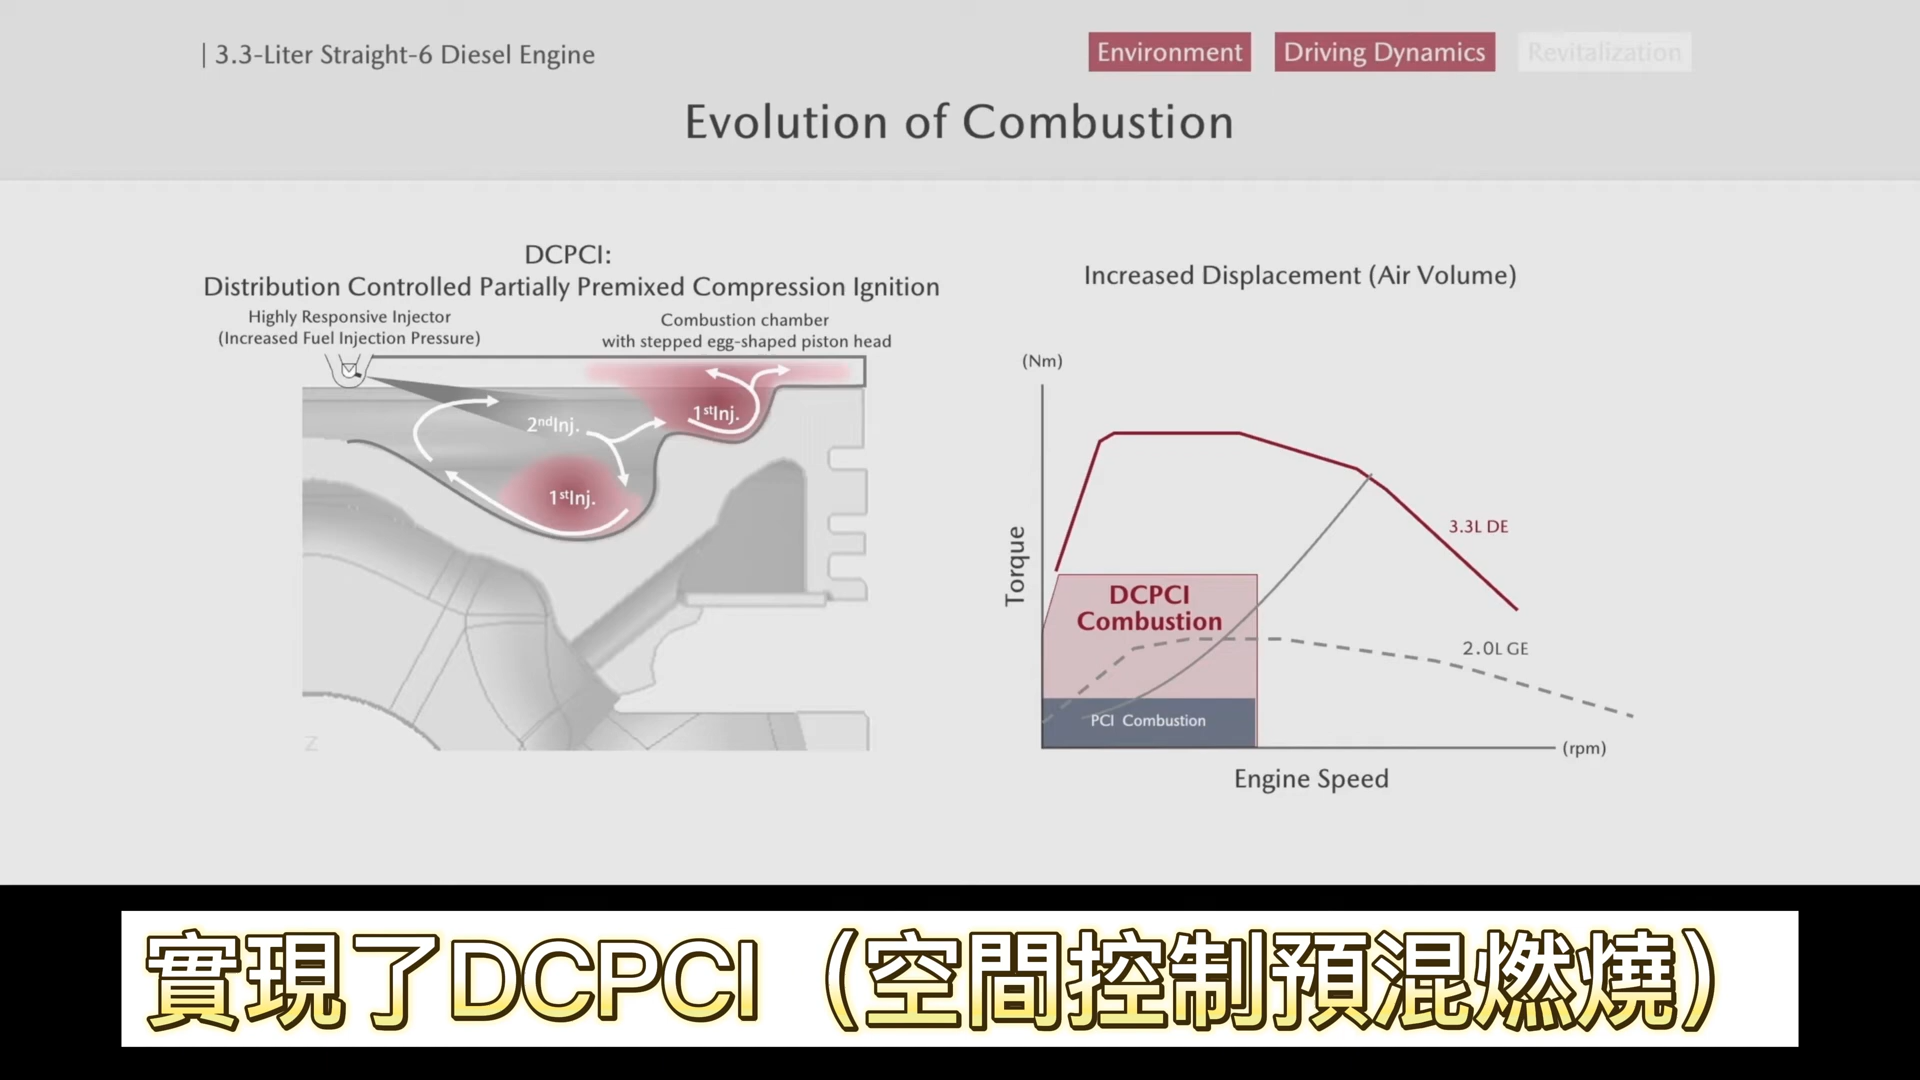 | 3.3-Liter Straight-6 Diesel Engine
Environment
Driving Dynamics
Revitalization
Evolution of Combustion
DCPCI:
Distribution Controlled Partially Premixed Compression Ignition
Highly Responsive Injector
(Increased Fuel Injection Pressure)
Combustion chamber
with stepped egg-shaped piston head
1stInj.
2ndInj.
1stInj.
Z
Increased Displacement (Air Volume)
(Nm)
Torque
3.3L DE
DCPCI
Combustion
2.0L GE
PCI Combustion
(rpm)
Engine Speed
實現了DCPCI（空間控制預混燃燒）